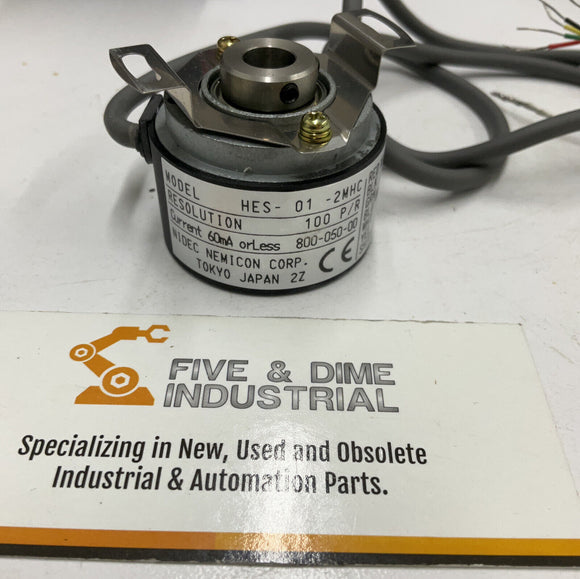 MODEL HES- 01 -2MHC
RESOLUTION 100 P/R
Current 60mA orLess 800-050-00
NIDEC NEMICON CORP.
TOKYO JAPAN 2Z CE
FIVE & DIME
INDUSTRIAL
Specializing in New, Used and Obsolete
Industrial & Automation Parts.